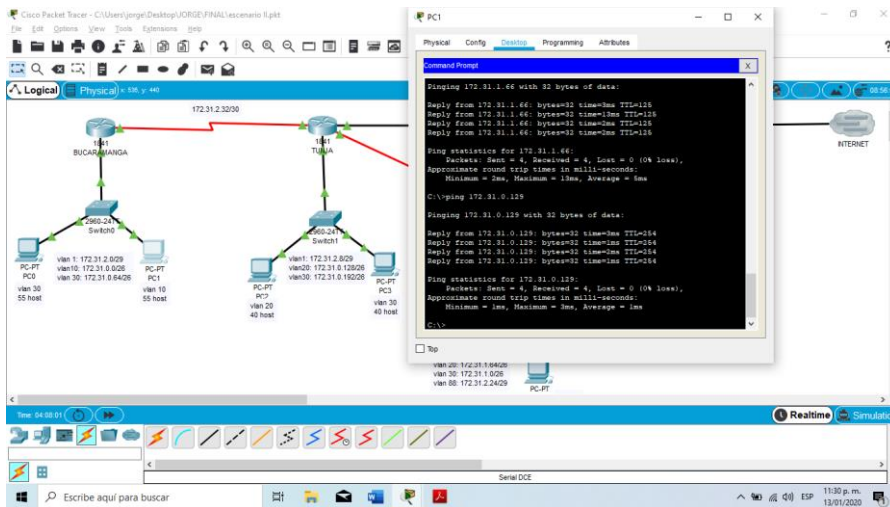 Cisco Packet Tracer - C:\Users\jorge\Desktop\JORGE\FINAL\escenario II.pkt
File Edit Options View Tools Extensions Help
Logical Physical x: 536, y: 440
08:56
172.31.2.32/30
1841
BUCARAMANGA
1841
TUNJA
INTERNET
2960-24TT
Switch0
2960-24TT
Switch1
PC-PT
PC0
vlan 30
55 host
vlan 1: 172.31.2.0/29
vlan10: 172.31.0.0/26
vlan 30: 172.31.0.64/26
PC-PT
PC1
vlan 10
55 host
vlan1: 172.31.2.8/29
vlan20: 172.31.0.128/26
vlan30: 172.31.0.192/26
PC-PT
PC2
vlan 20
40 host
PC-PT
PC3
vlan 30
40 host
PC1
Physical Config Desktop Programming Attributes
Command Prompt X
Pinging 172.31.1.66 with 32 bytes of data:
Reply from 172.31.1.66: bytes=32 time=3ms TTL=125
Reply from 172.31.1.66: bytes=32 time=13ms TTL=125
Reply from 172.31.1.66: bytes=32 time=2ms TTL=125
Reply from 172.31.1.66: bytes=32 time=2ms TTL=125
Ping statistics for 172.31.1.66:
Packets: Sent = 4, Received = 4, Lost = 0 (0% loss),
Approximate round trip times in milli-seconds:
Minimum = 2ms, Maximum = 13ms, Average = 5ms
C:\>ping 172.31.0.129
Pinging 172.31.0.129 with 32 bytes of data:
Reply from 172.31.0.129: bytes=32 time=3ms TTL=254
Reply from 172.31.0.129: bytes=32 time=1ms TTL=254
Reply from 172.31.0.129: bytes=32 time=2ms TTL=254
Reply from 172.31.0.129: bytes=32 time=1ms TTL=254
Ping statistics for 172.31.0.129:
Packets: Sent = 4, Received = 4, Lost = 0 (0% loss),
Approximate round trip times in milli-seconds:
Minimum = 1ms, Maximum = 3ms, Average = 1ms
C:\>
Top
vlan 20: 172.31.1.64/26
vlan 30: 172.31.1.0/26
vlan 88: 172.31.2.24/29
PC-PT
Time: 04:08:01
Realtime Simulatio
Serial DCE
Escribe aquí para buscar
ESP
11:30 p. m.
13/01/2020